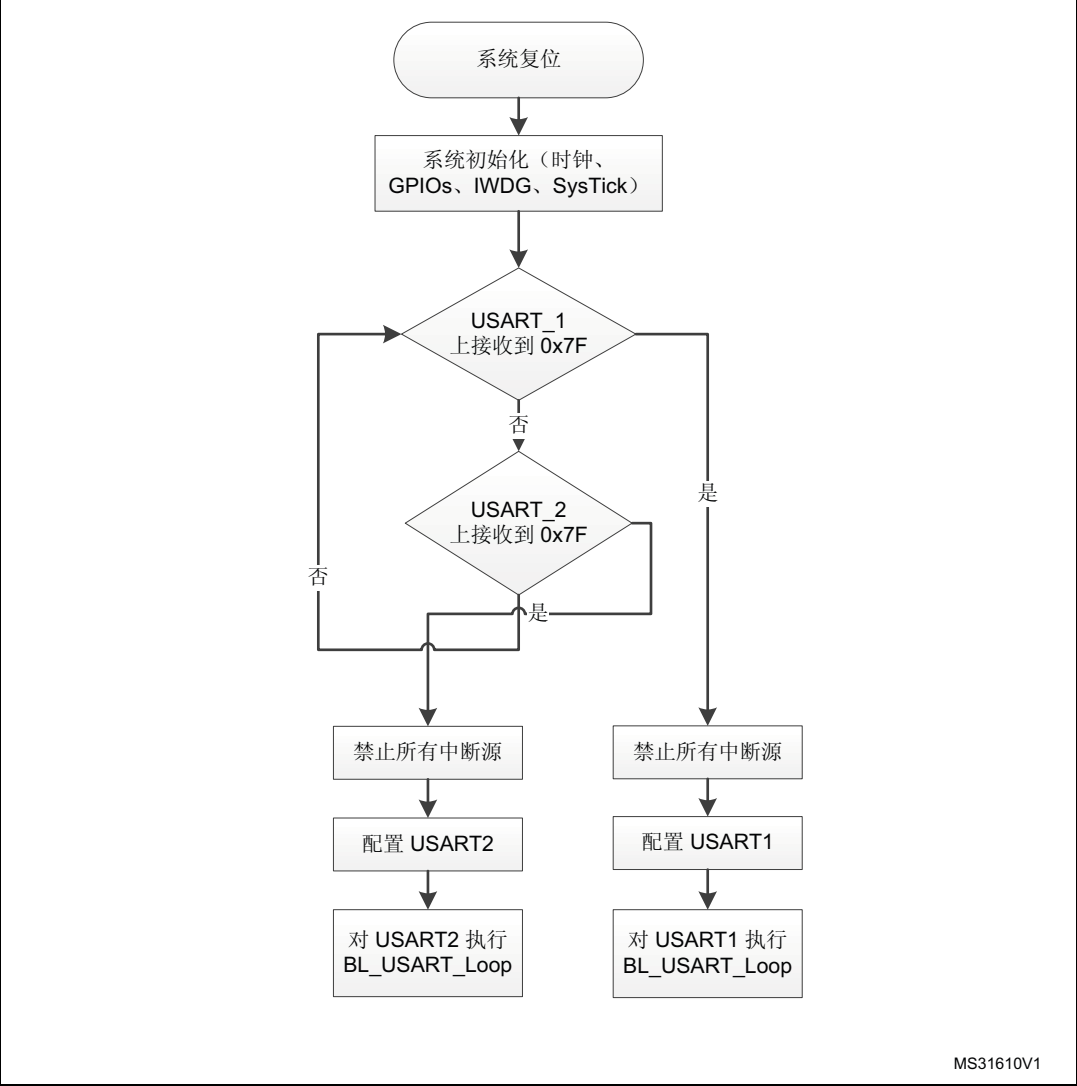 系统复位
系统初始化（时钟、
GPIOs、IWDG、SysTick）
USART_1
上接收到 0x7F
否
USART_2
上接收到 0x7F
是
否
是
禁止所有中断源
禁止所有中断源
配置 USART2
配置 USART1
对 USART2 执行
BL_USART_Loop
对 USART1 执行
BL_USART_Loop
MS31610V1